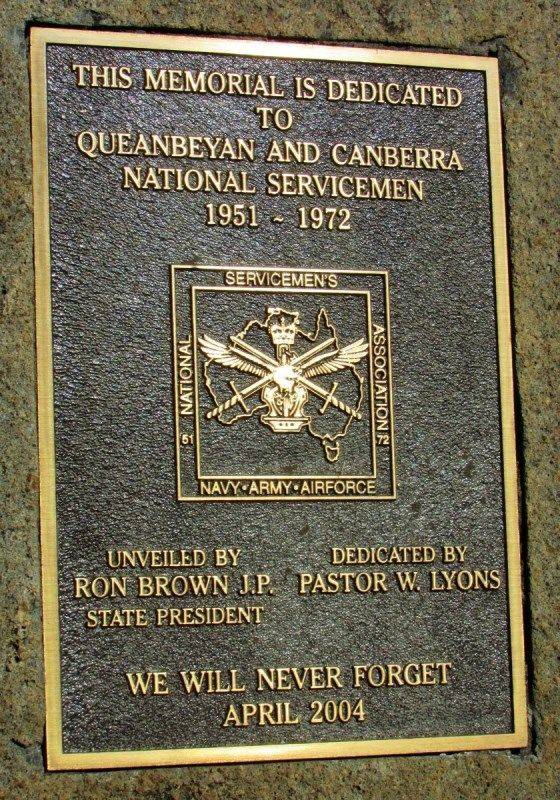 THIS MEMORIAL IS DEDICATED
TO
QUEANBEYAN AND CANBERRA
NATIONAL SERVICEMEN
1951 ~ 1972
SERVICEMEN'S
NATIONAL
ASSOCIATION
51
72
NAVY•ARMY•AIRFORCE
UNVEILED BY
RON BROWN J.P.
STATE PRESIDENT
DEDICATED BY
PASTOR W. LYONS
WE WILL NEVER FORGET
APRIL 2004